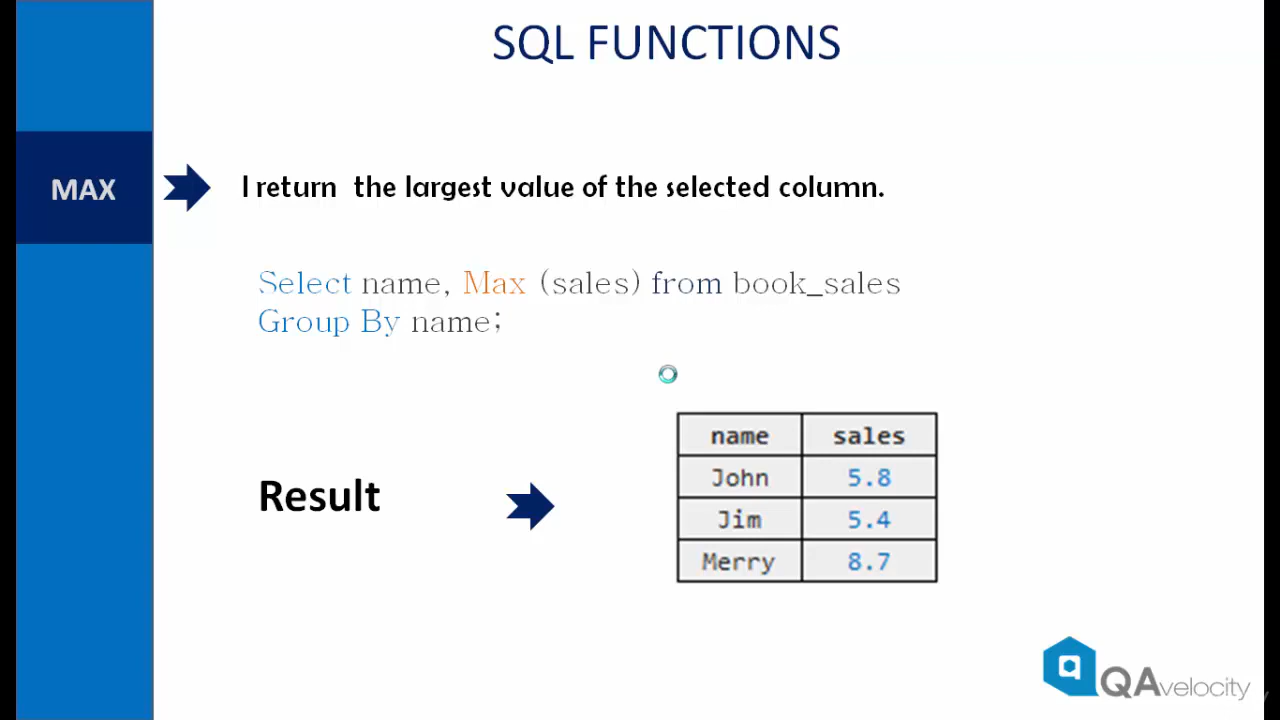 SQL FUNCTIONS
MAX
I return the largest value of the selected column.
Select name, Max (sales) from book_sales
Group By name;
Result
name sales
John 5.8
Jim 5.4
Merry 8.7
QAvelocity